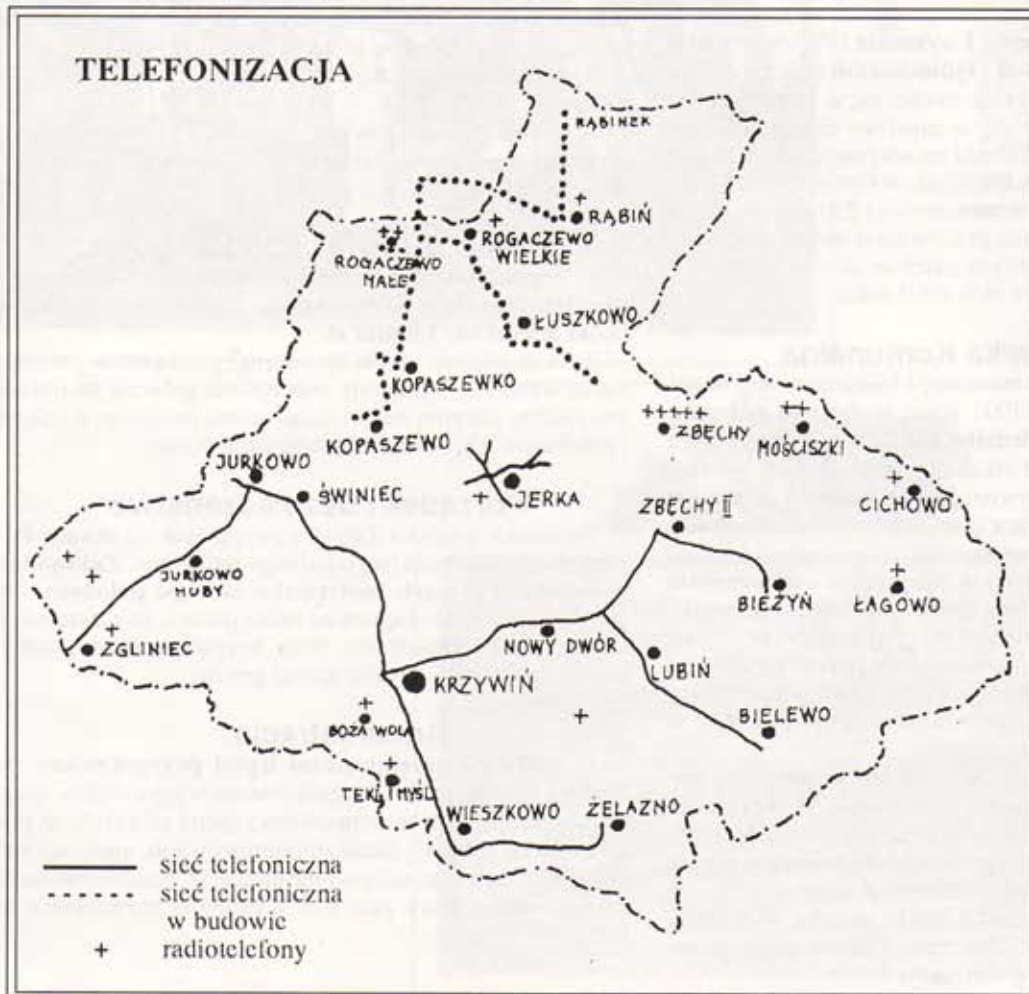 TELEFONIZACJA
RĄBINEK
RĄBIŃ
ROGACZEWO
WIELKIE
ROGACZEWO
MAŁE
ŁUSZKOWO
KOPASZEWKO
KOPASZEWO
ZBĘCHY
MOŚCISZKI
JURKOWO
ŚWINIEC
JERKA
CICHOWO
ZBĘCHY II
JURKOWO
HUBY
BIEŻYŃ
ŁAGOWO
NOWY DWÓR
ZGLINIEC
LUBIŃ
KRZYWIŃ
BIELEWO
BOŻA WOLA
TEKLIMYŚL
WIESZKOWO
ŻELAZNO
sieć telefoniczna
sieć telefoniczna
w budowie
radiotelefony